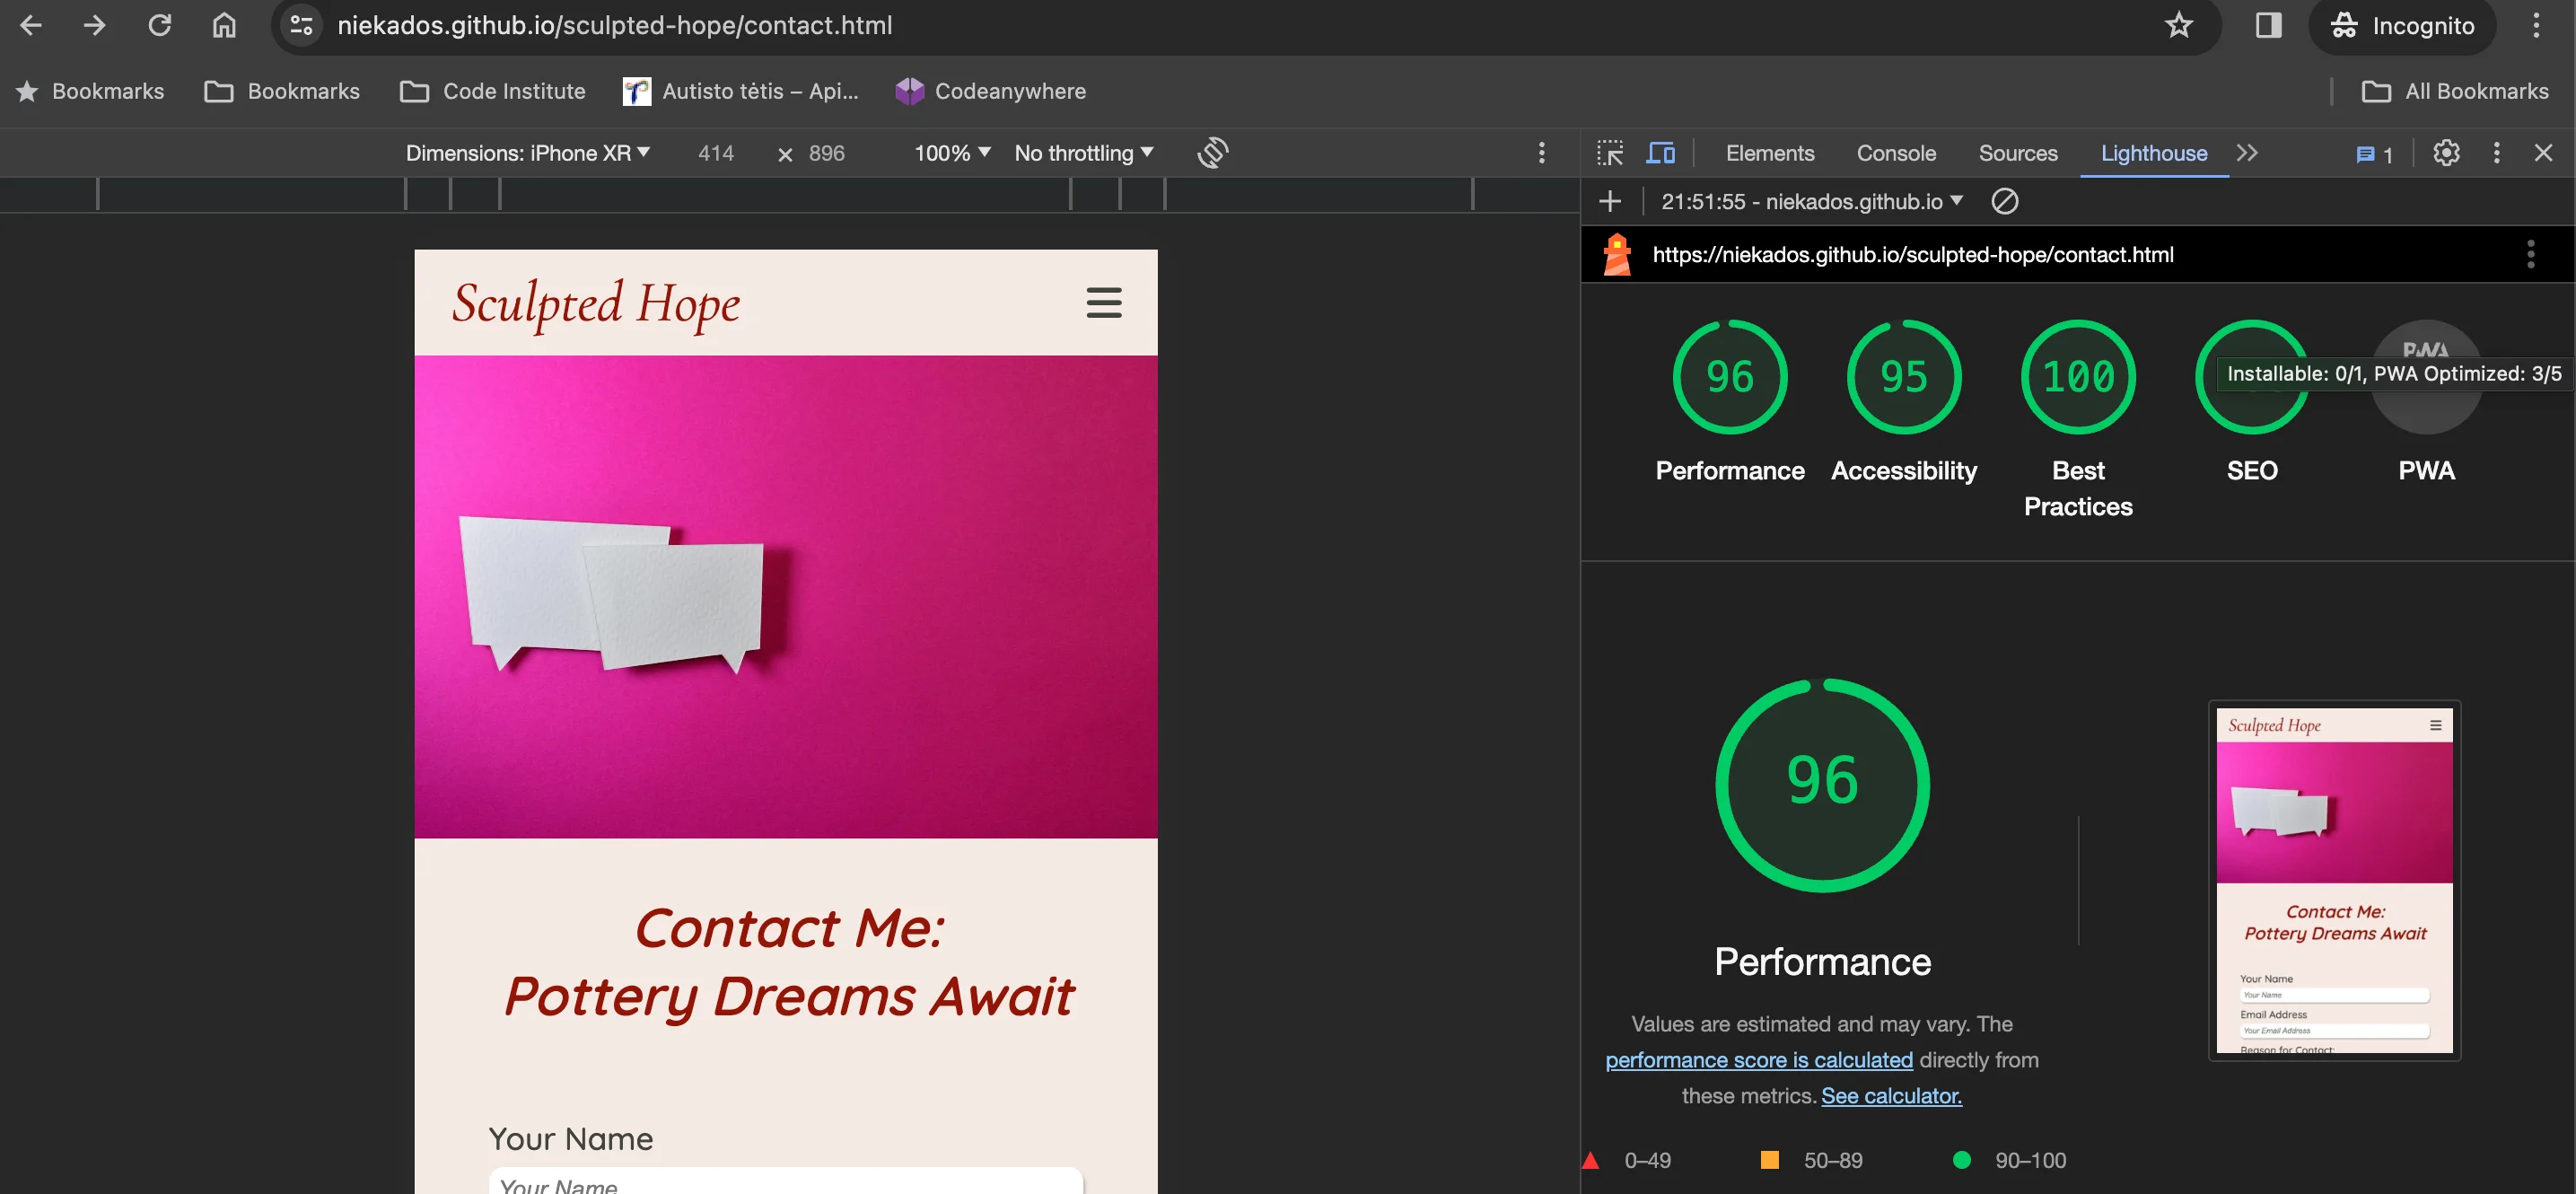 niekados.github.io/sculpted-hope/contact.html
Incognito
Bookmarks
Bookmarks
Code Institute
Autisto tėtis – Api...
Codeanywhere
All Bookmarks
Dimensions: iPhone XR
414 × 896
100%
No throttling
Elements
Console
Sources
Lighthouse
1
21:51:55 - niekados.github.io
https://niekados.github.io/sculpted-hope/contact.html
Sculpted Hope
96
95
100
PWA
Installable: 0/1, PWA Optimized: 3/5
Performance
Accessibility
Best
Practices
SEO
PWA
96
Performance
Values are estimated and may vary. The
performance score is calculated directly from
these metrics. See calculator.
0–49
50–89
90–100
Contact Me:
Pottery Dreams Await
Your Name
Your Name
Sculpted Hope
Contact Me:
Pottery Dreams Await
Your Name
Your Name
Email Address
Your Email Address
Reason for Contact: